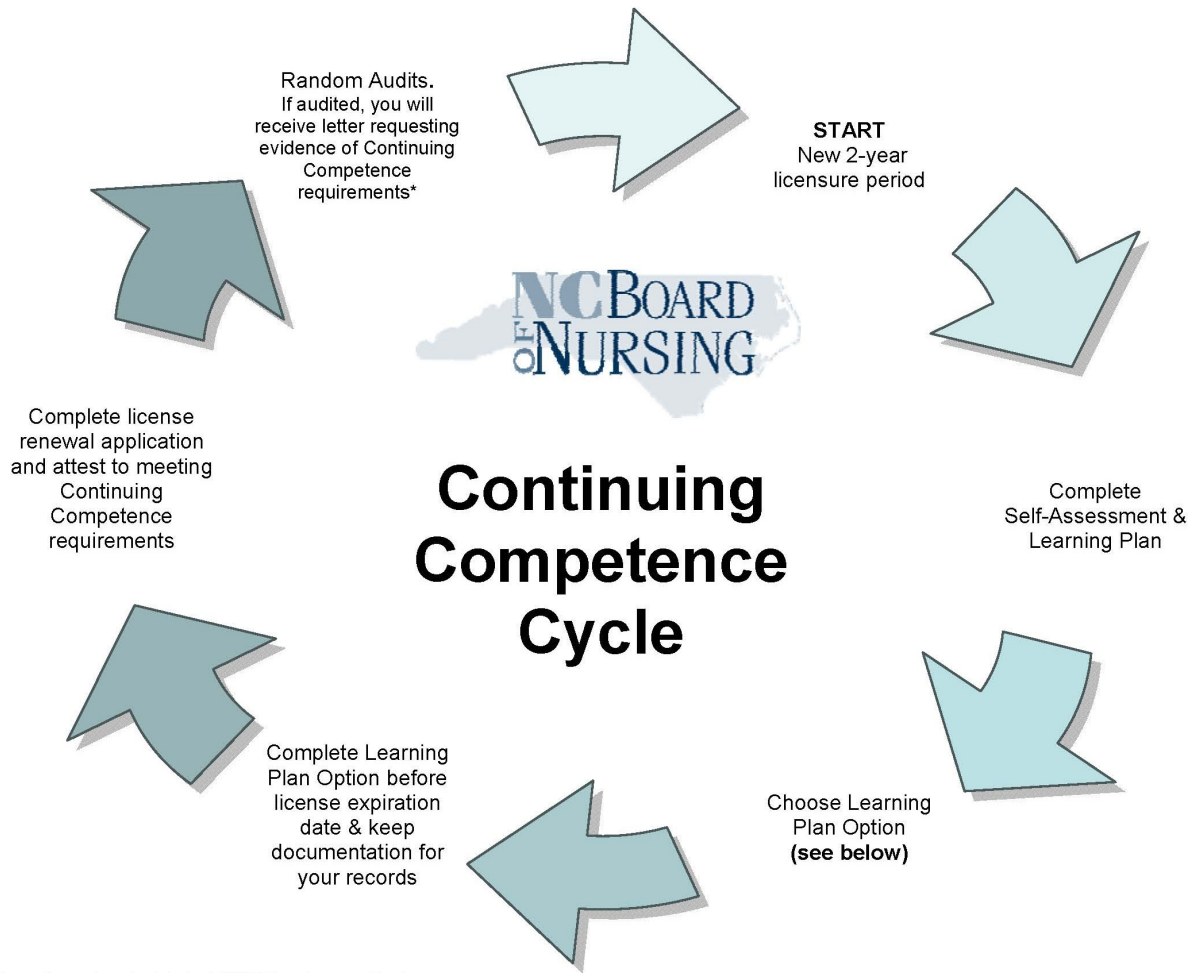 START
New 2-year
licensure period
Complete
Self-Assessment &
Learning Plan
Choose Learning
Plan Option
(see below)
Complete Learning
Plan Option before
license expiration
date & keep
documentation for
your records
Complete license
renewal application
and attest to meeting
Continuing
Competence
requirements
Random Audits.
If audited, you will
receive letter requesting
evidence of Continuing
Competence
requirements*
NC BOARD
OF NURSING
Continuing
Competence
Cycle